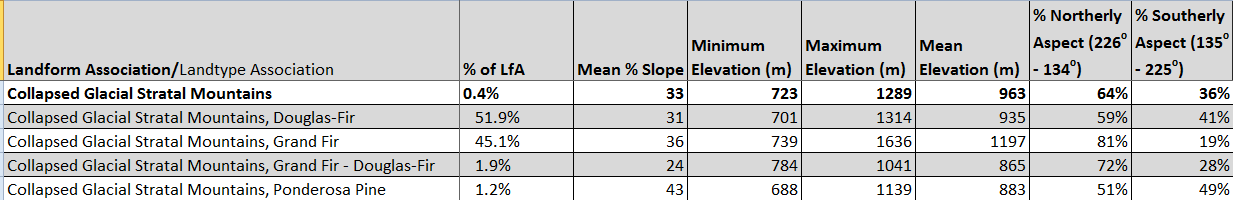 Landform Association/Landtype Association % of LfA Mean % Slope Minimum Elevation (m) Maximum Elevation (m) Mean Elevation (m) % Northerly Aspect (226° - 134°) % Southerly Aspect (135° - 225°)
Collapsed Glacial Stratal Mountains 0.4% 33 723 1289 963 64% 36%
Collapsed Glacial Stratal Mountains, Douglas-Fir 51.9% 31 701 1314 935 59% 41%
Collapsed Glacial Stratal Mountains, Grand Fir 45.1% 36 739 1636 1197 81% 19%
Collapsed Glacial Stratal Mountains, Grand Fir - Douglas-Fir 1.9% 24 784 1041 865 72% 28%
Collapsed Glacial Stratal Mountains, Ponderosa Pine 1.2% 43 688 1139 883 51% 49%